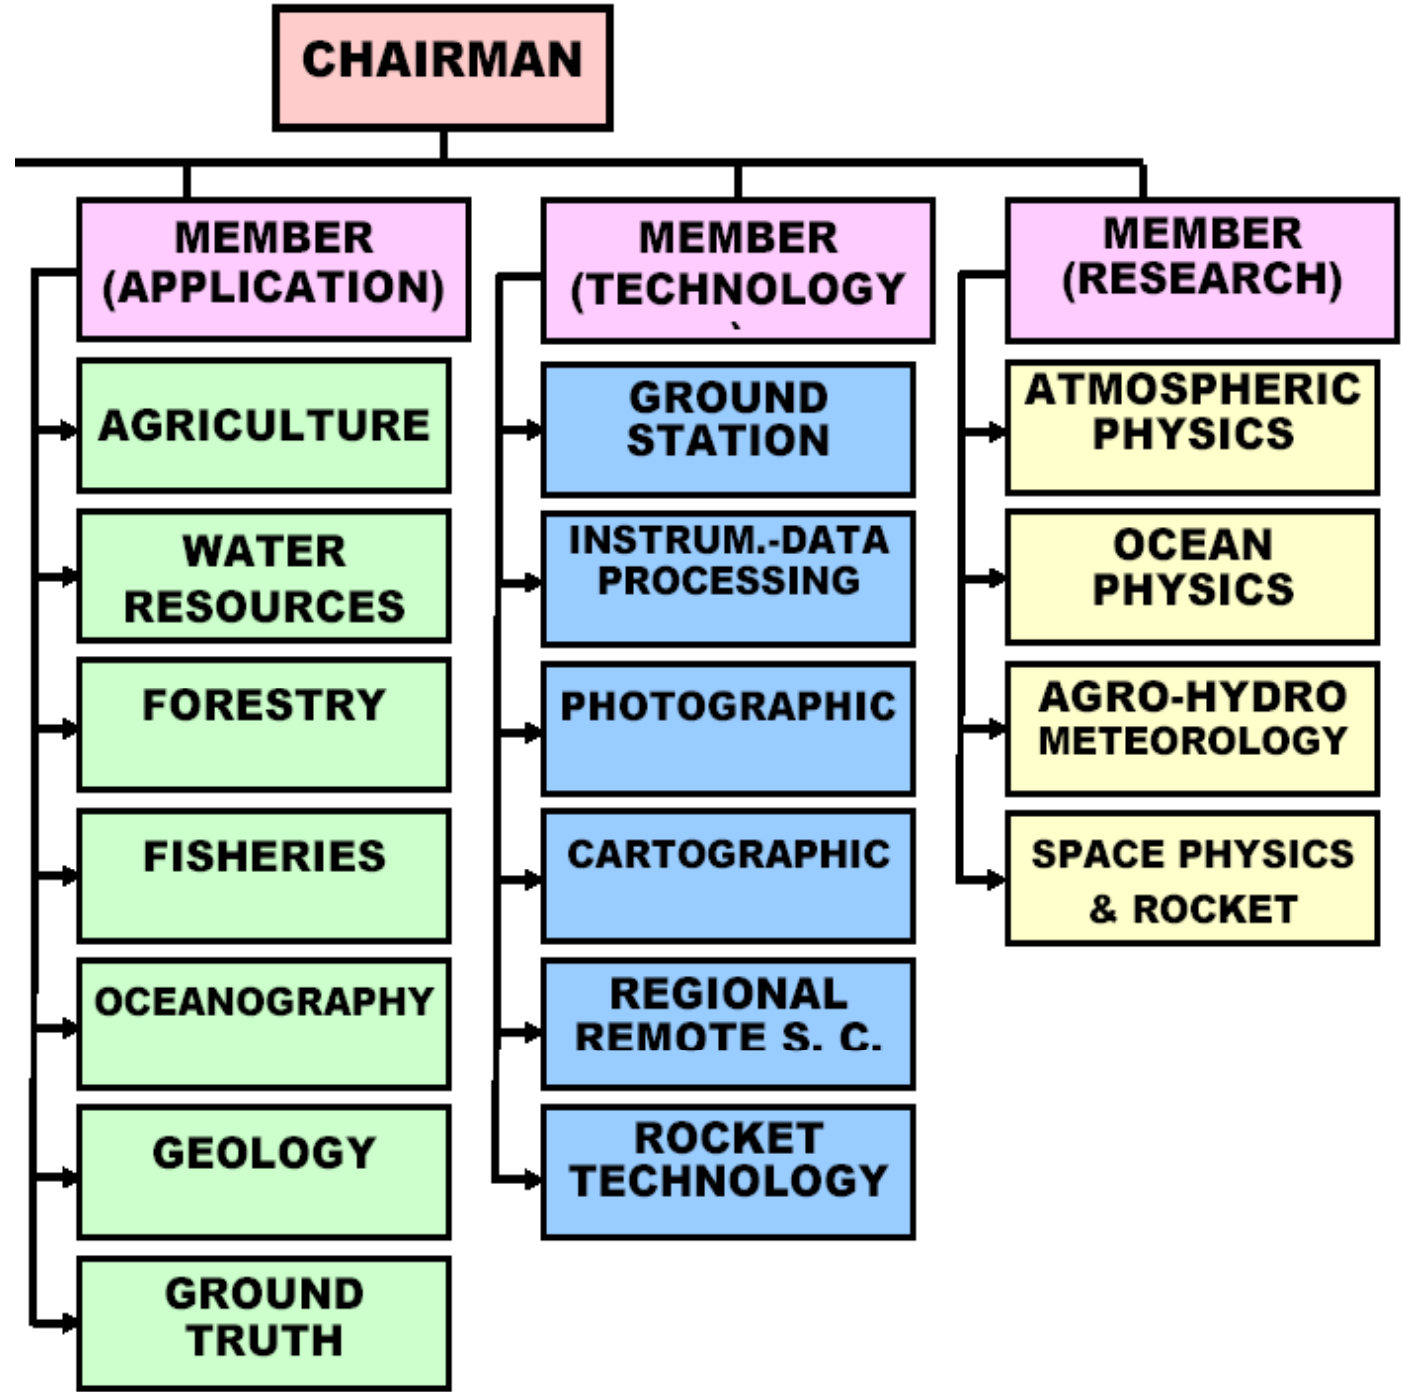 CHAIRMAN
MEMBER
(APPLICATION)
AGRICULTURE
WATER
RESOURCES
FORESTRY
FISHERIES
OCEANOGRAPHY
GEOLOGY
GROUND
TRUTH
MEMBER
(TECHNOLOGY
GROUND
STATION
INSTRUM.-DATA
PROCESSING
PHOTOGRAPHIC
CARTOGRAPHIC
REGIONAL
REMOTE S. C.
ROCKET
TECHNOLOGY
MEMBER
(RESEARCH)
ATMOSPHERIC
PHYSICS
OCEAN
PHYSICS
AGRO-HYDRO
METEOROLOGY
SPACE PHYSICS
& ROCKET